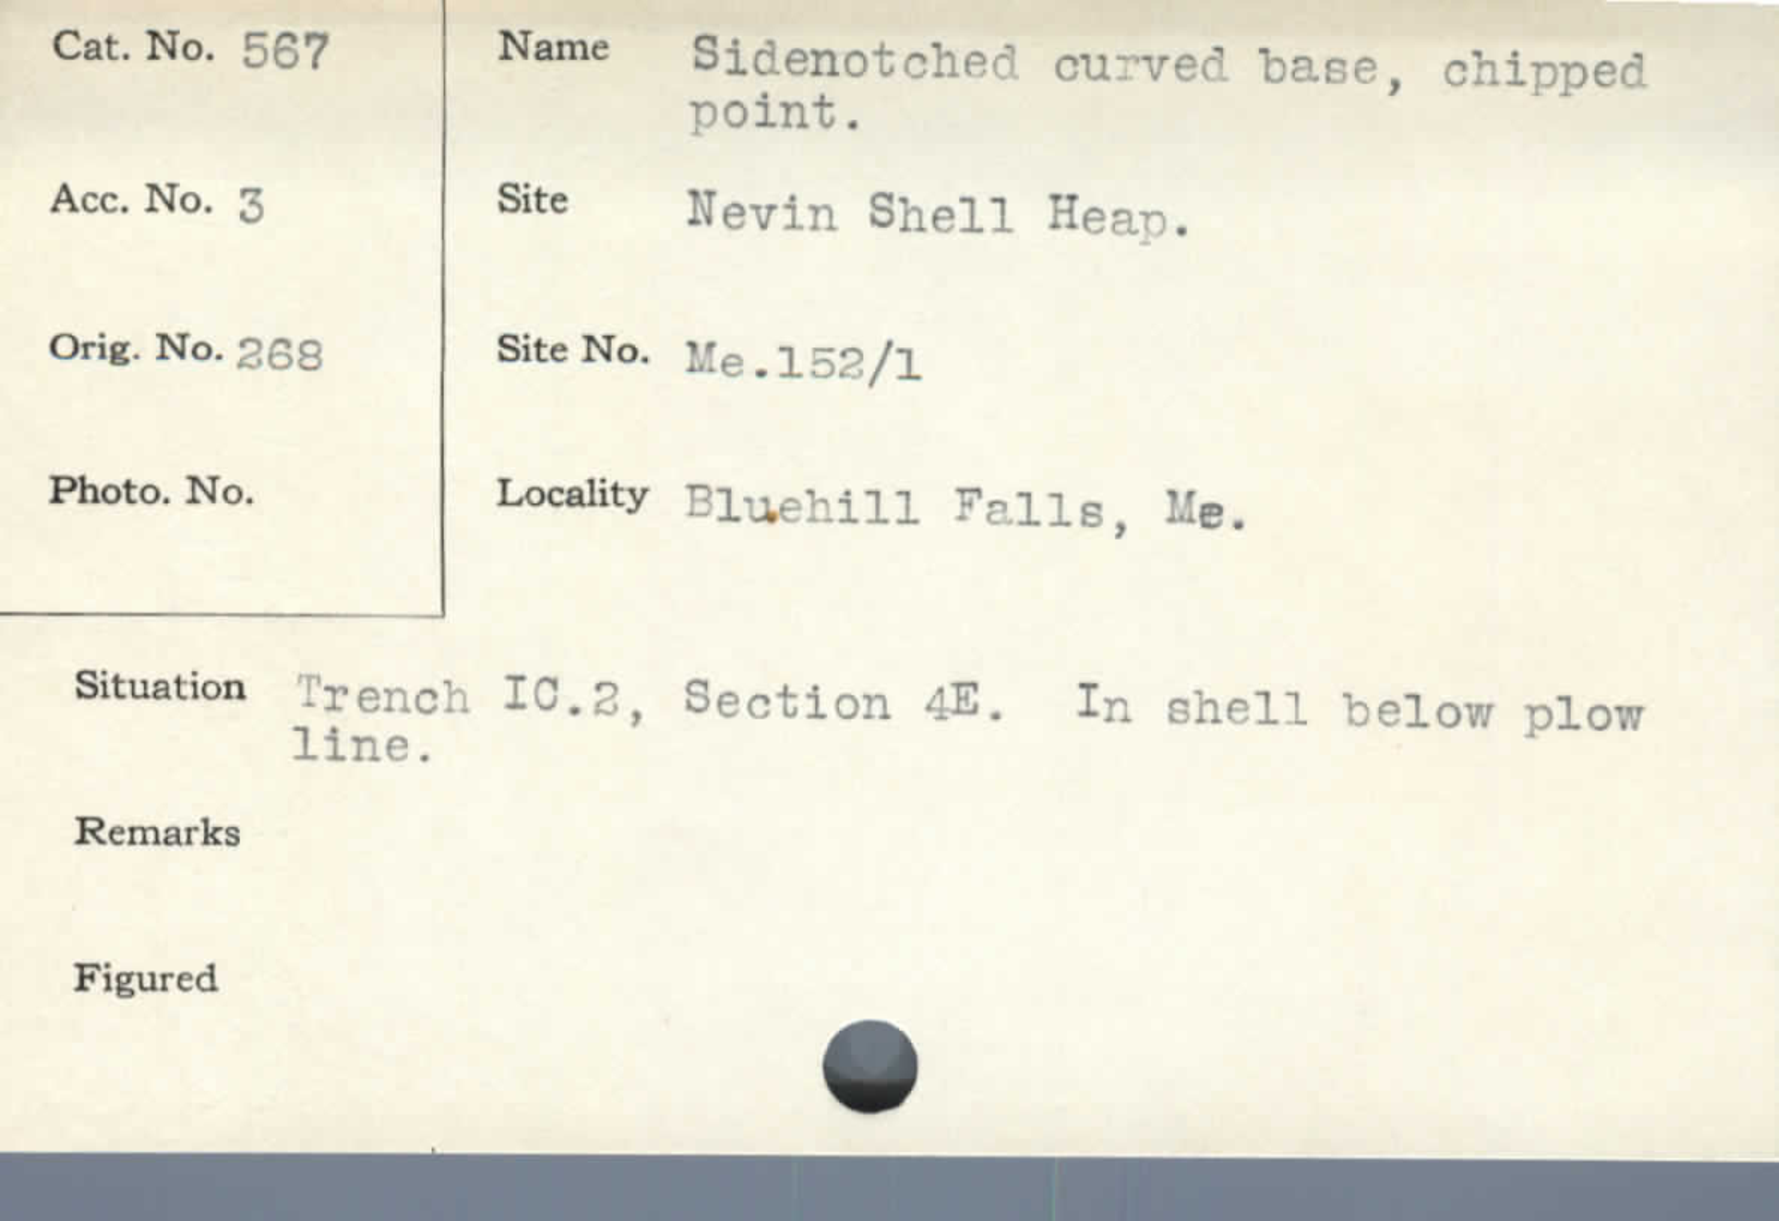 Cat. No. 567
Name Sidenotched curved base, chipped
point.
Acc. No. 3
Site Nevin Shell Heap.
Orig. No. 268
Site No. Me.152/1
Photo. No.
Locality Bluehill Falls, Me.
Situation Trench IC.2, Section 4E. In shell below plow
line.
Remarks
Figured